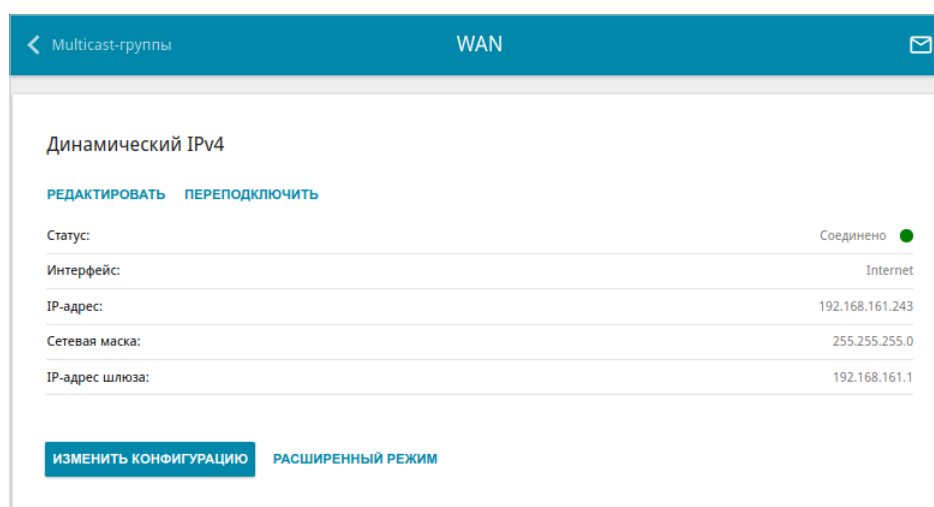 Multicast-группы WAN
Динамический IPv4
РЕДАКТИРОВАТЬ ПЕРЕПОДКЛЮЧИТЬ
Статус: Соединено
Интерфейс: Internet
IP-адрес: 192.168.161.243
Сетевая маска: 255.255.255.0
IP-адрес шлюза: 192.168.161.1
ИЗМЕНИТЬ КОНФИГУРАЦИЮ РАСШИРЕННЫЙ РЕЖИМ